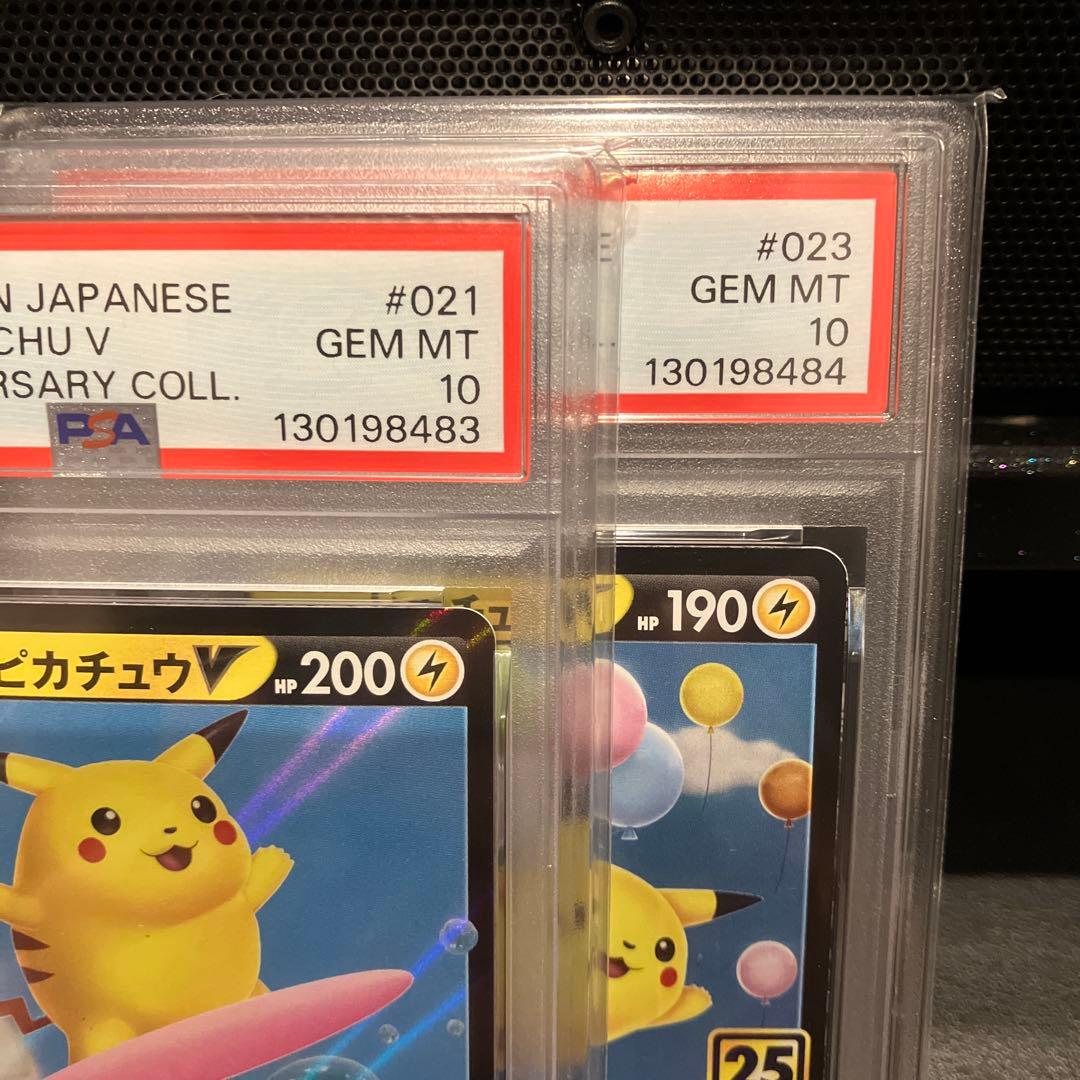 N JAPANESE #021
CHU V GEM MT
RSARY COLL. 10
PSA 130198483
E #023
GEM MT
10
130198484
ピカチュウV HP 200
HP 190
25